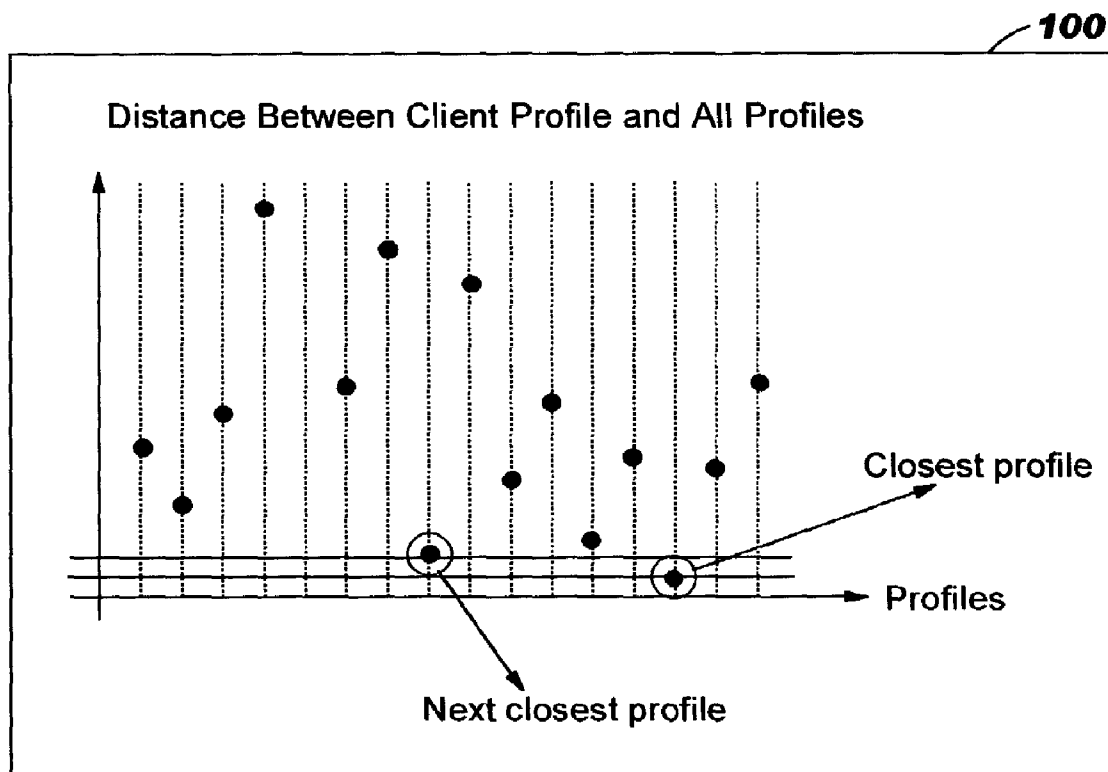 100
Distance Between Client Profile and All Profiles
Closest profile
Profiles
Next closest profile